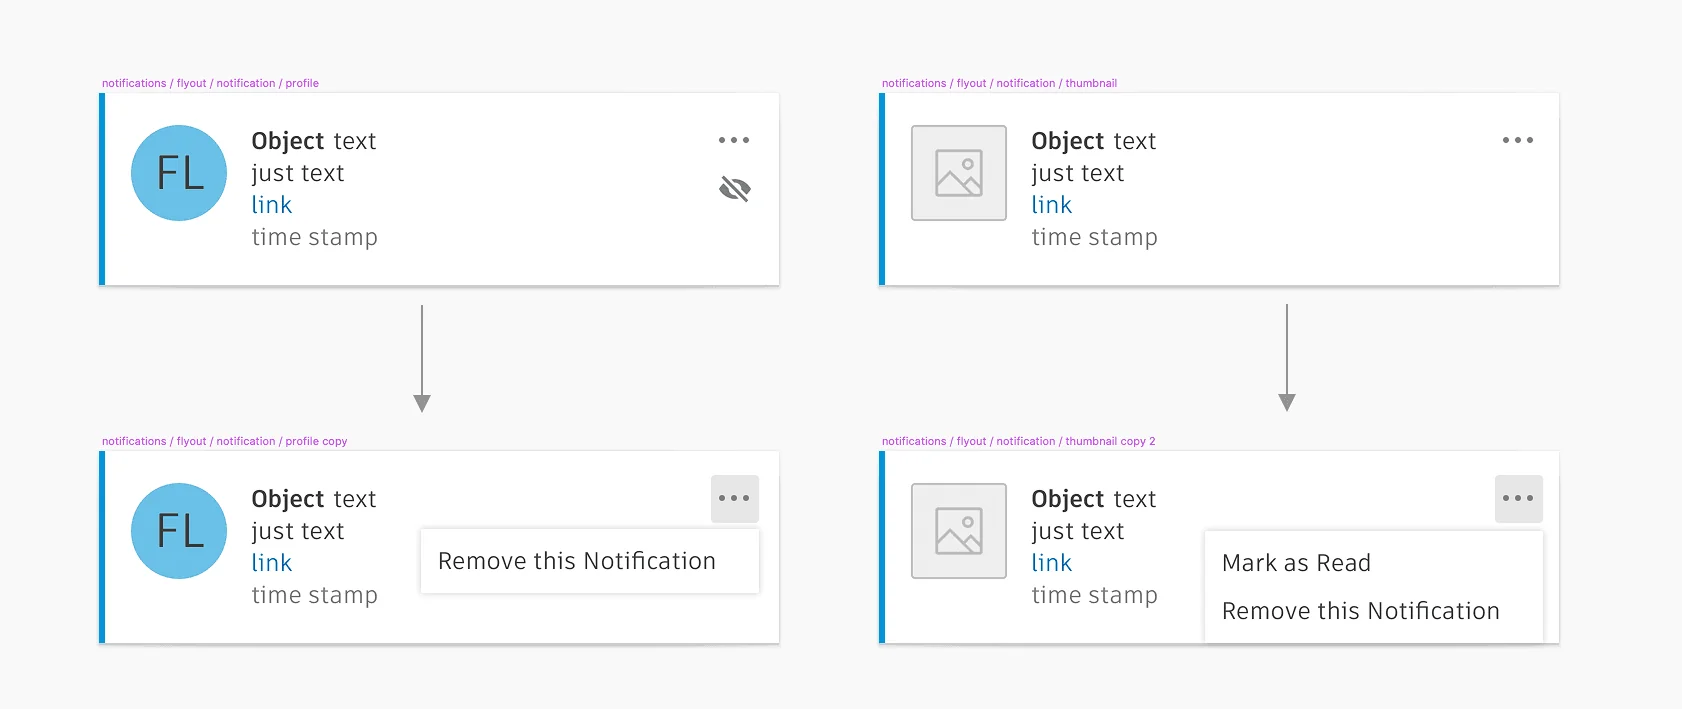 notifications / flyout / notification / profile
FL
Object text
just text
link
time stamp
notifications / flyout / notification / thumbnail
Object text
just text
link
time stamp
notifications / flyout / notification / profile copy
FL
Object text
just text
link
time stamp
Remove this Notification
notifications / flyout / notification / thumbnail copy 2
Object text
just text
link
time stamp
Mark as Read
Remove this Notification